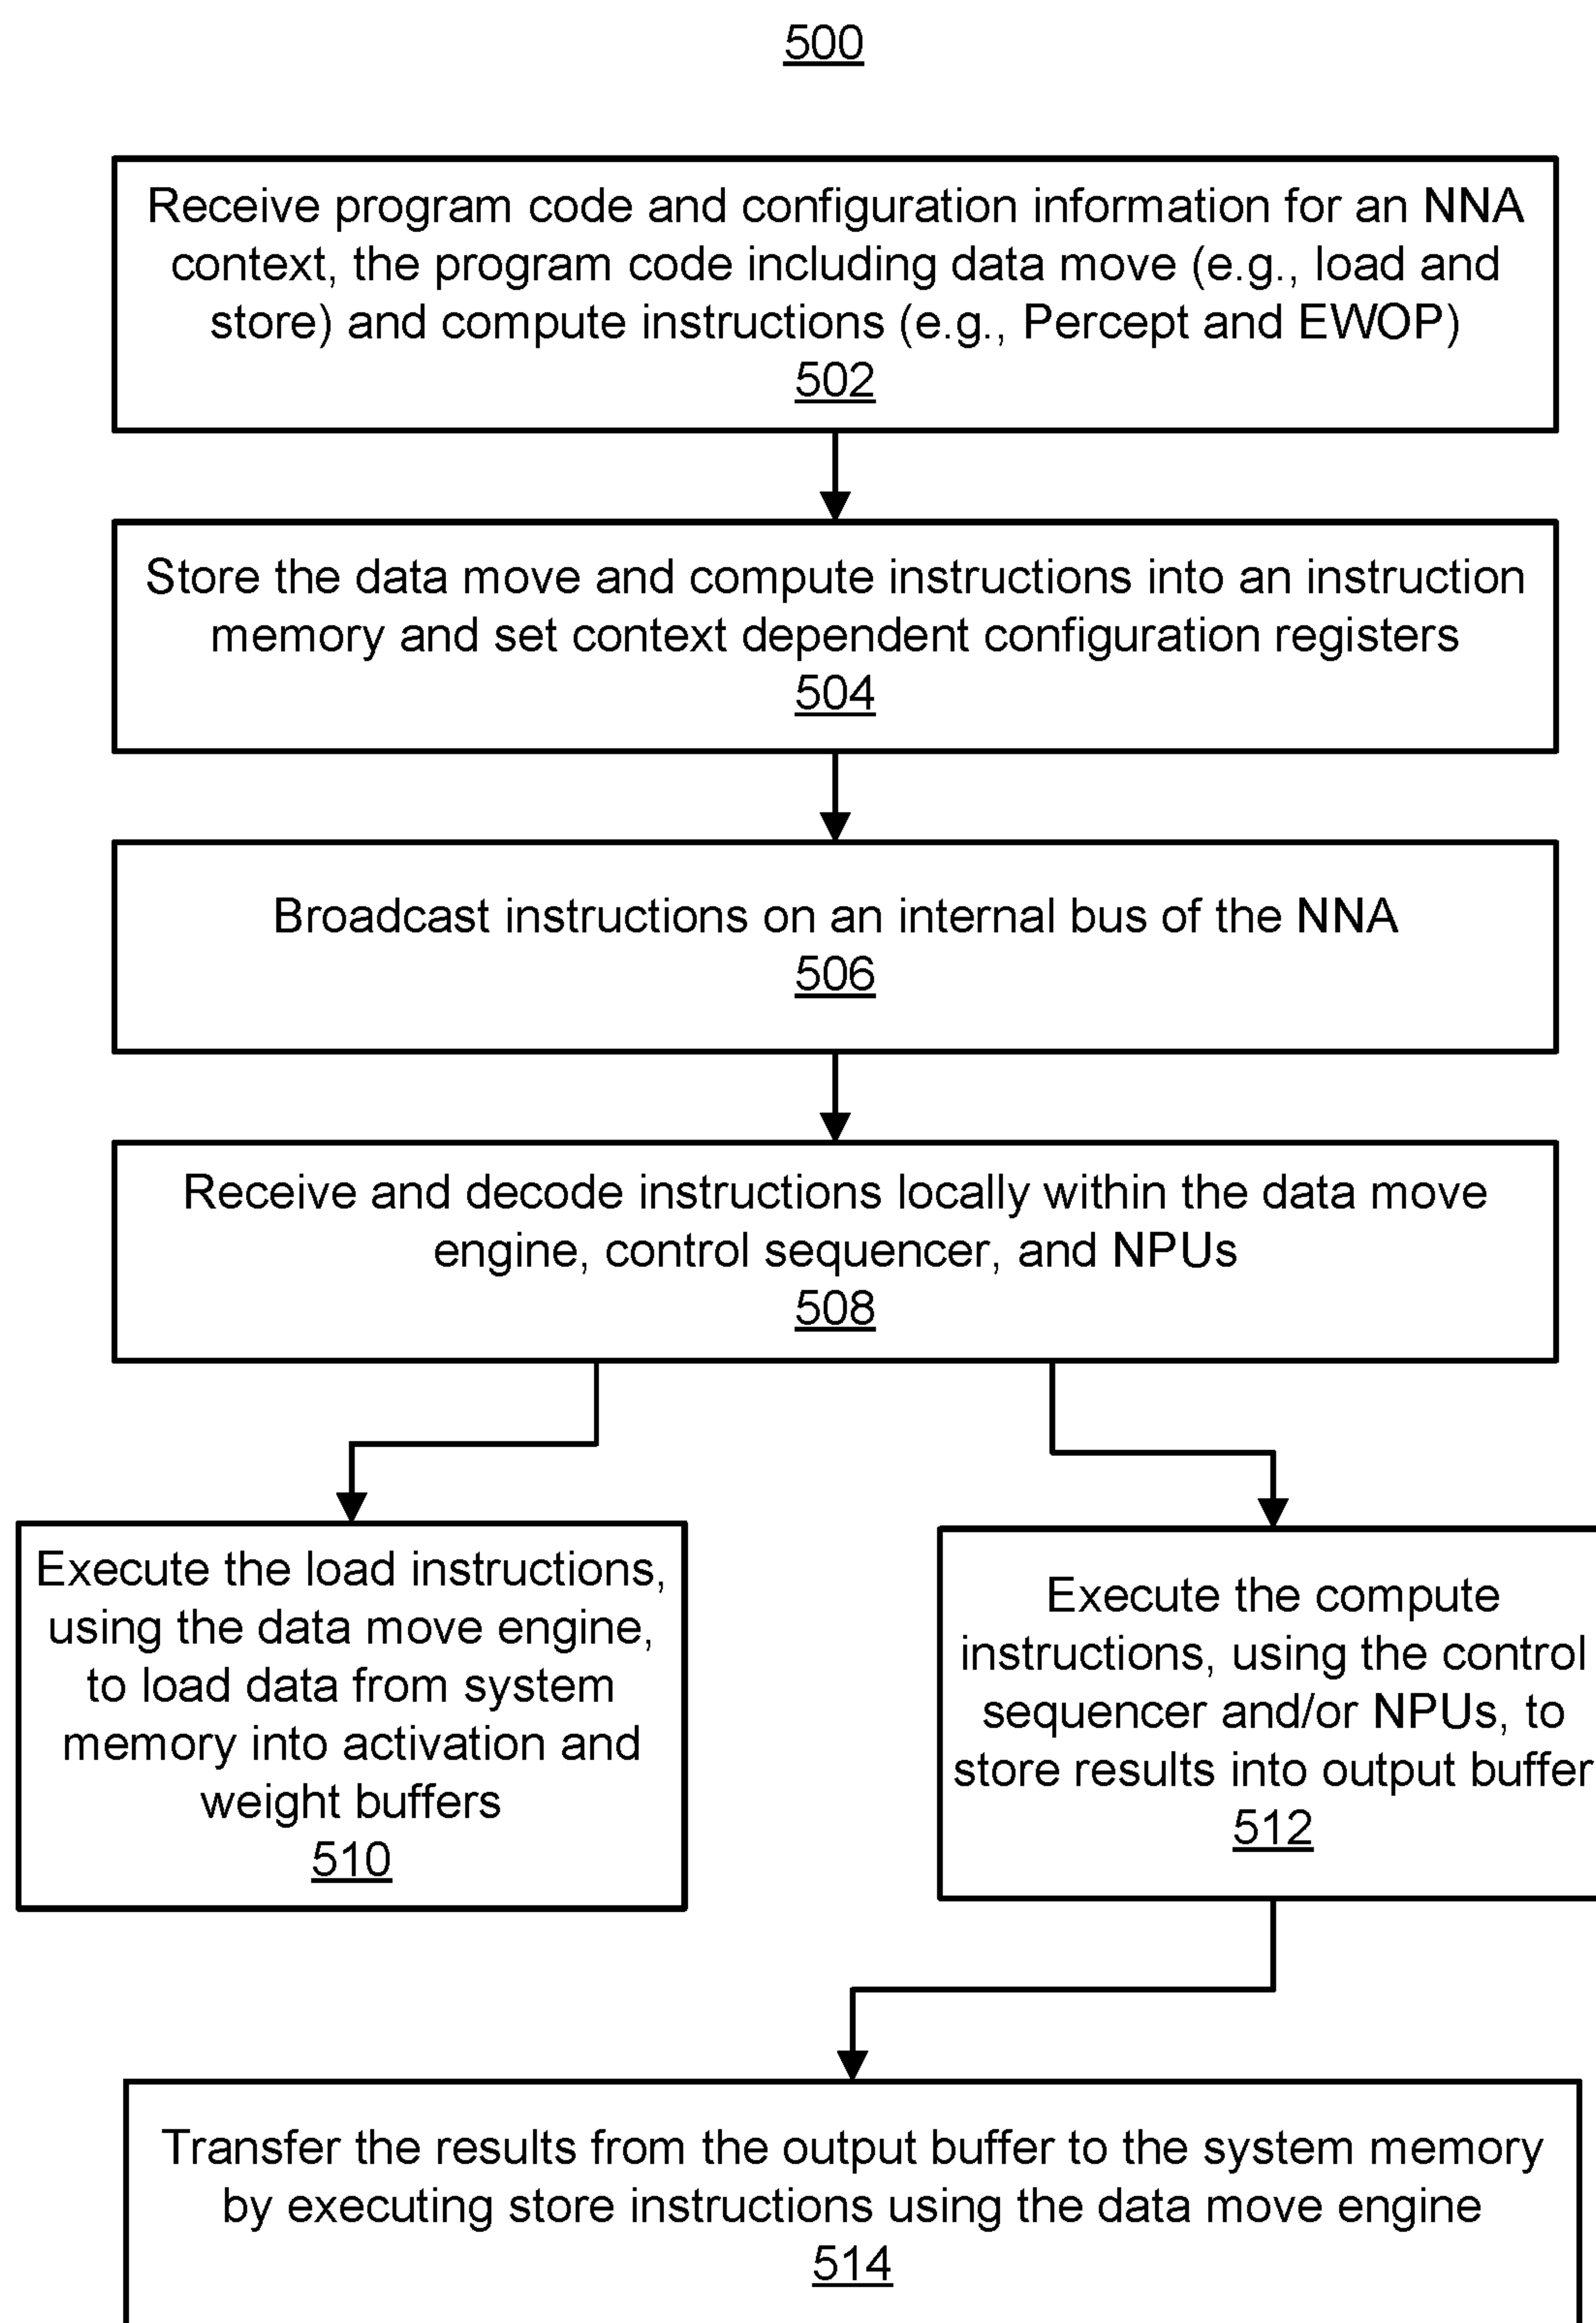 500
Receive program code and configuration information for an NNA
context, the program code including data move (e.g., load and
store) and compute instructions (e.g., Percept and EWOP)
502
Store the data move and compute instructions into an instruction
memory and set context dependent configuration registers
504
Broadcast instructions on an internal bus of the NNA
506
Receive and decode instructions locally within the data move
engine, control sequencer, and NPUs
508
Execute the load instructions,
using the data move engine,
to load data from system
memory into activation and
weight buffers
510
Execute the compute
instructions, using the control
sequencer and/or NPUs, to
store results into output buffer
512
Transfer the results from the output buffer to the system memory
by executing store instructions using the data move engine
514